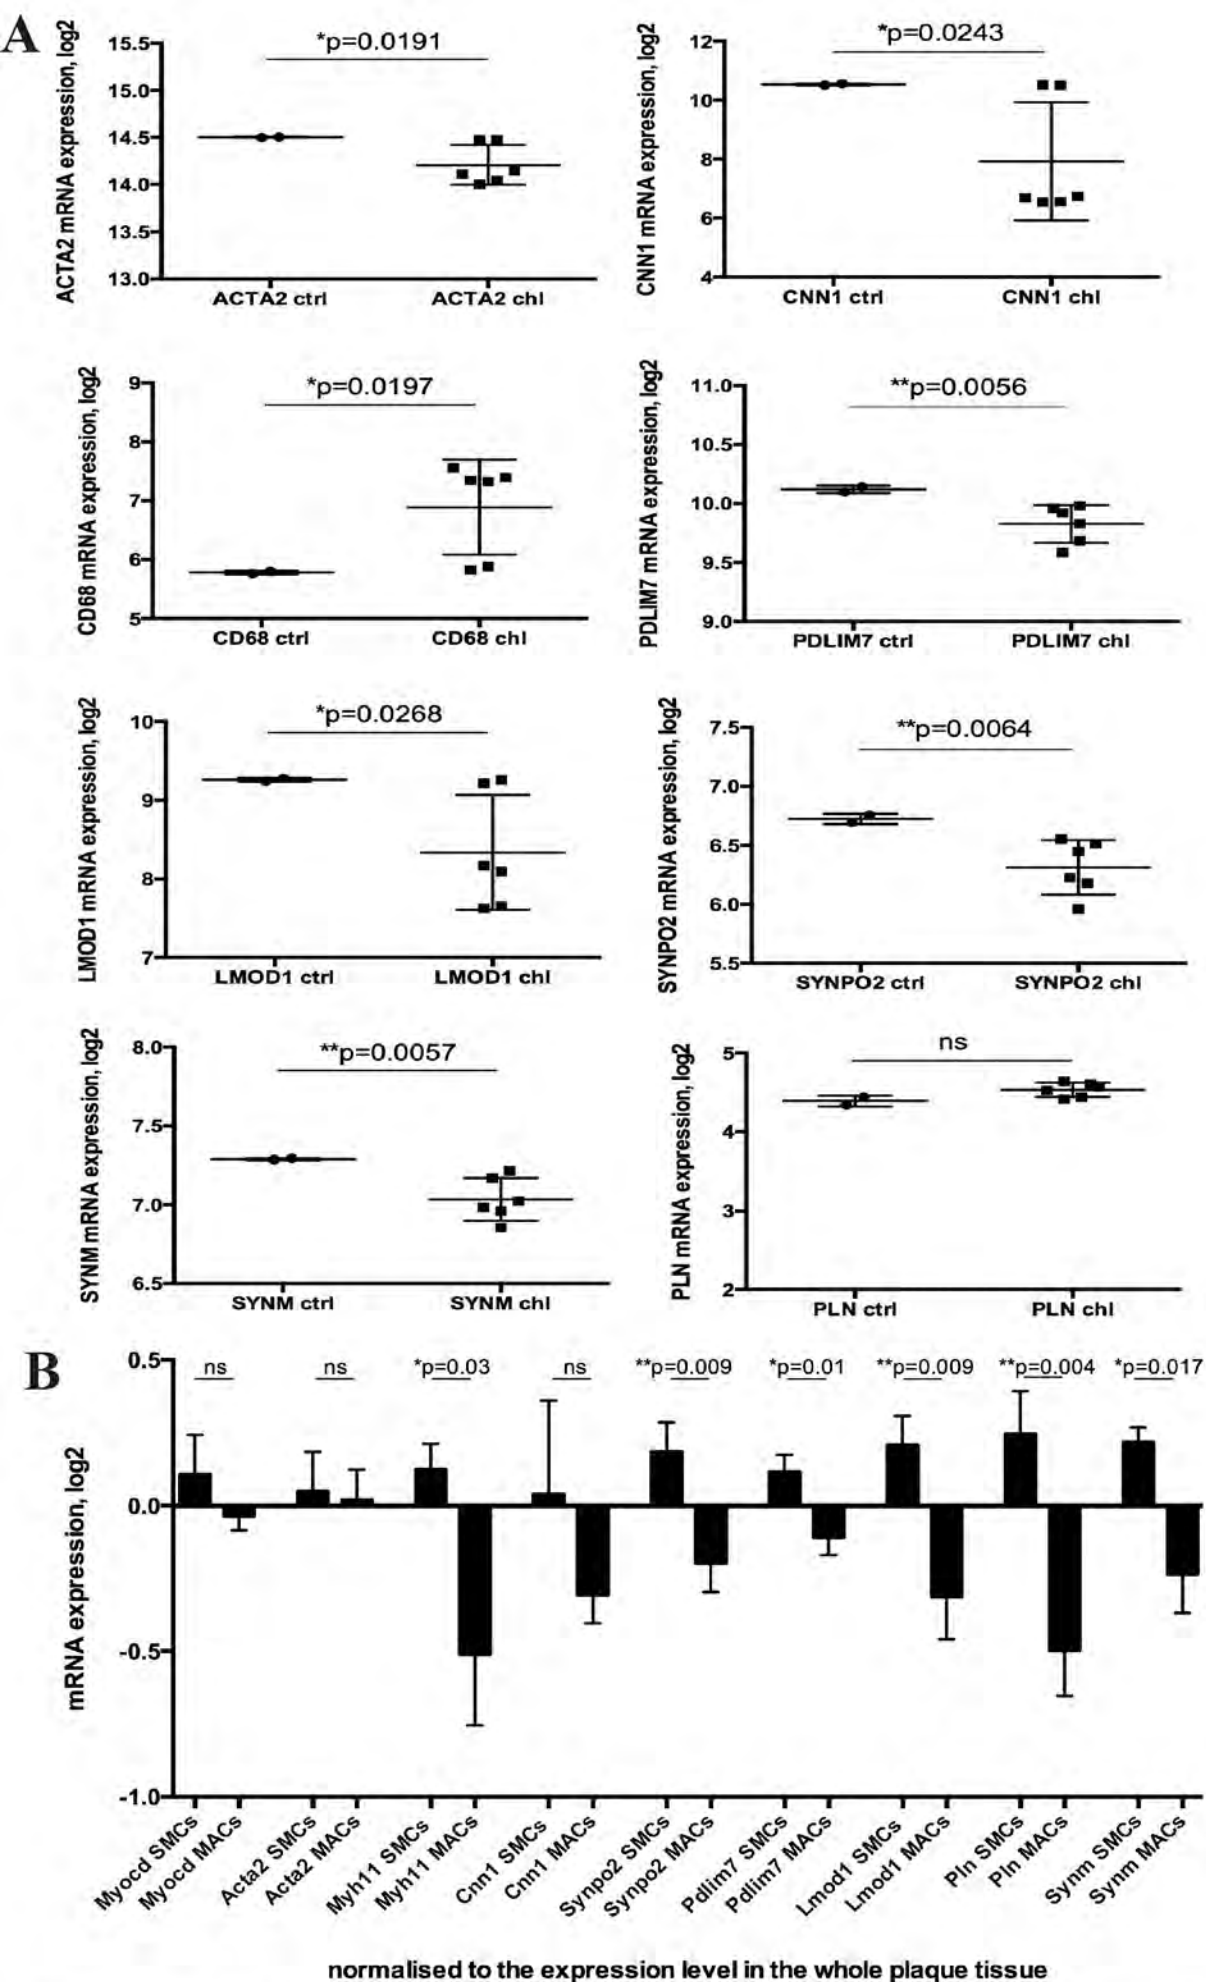 A
ACTA2 mRNA expression, log2
*p=0.0191
15.5
15.0
14.5
14.0
13.5
13.0
ACTA2 ctrl
ACTA2 chl
CNN1 mRNA expression, log2
*p=0.0243
12
10
8
6
4
CNN1 ctrl
CNN1 chl
CD68 mRNA expression, log2
*p=0.0197
9
8
7
6
5
CD68 ctrl
CD68 chl
PDLIM7 mRNA expression, log2
**p=0.0056
11.0
10.5
10.0
9.5
9.0
PDLIM7 ctrl
PDLIM7 chl
LMOD1 mRNA expression, log2
*p=0.0268
10
9
8
7
LMOD1 ctrl
LMOD1 chl
SYNPO2 mRNA expression, log2
**p=0.0064
7.5
7.0
6.5
6.0
5.5
SYNPO2 ctrl
SYNPO2 chl
SYNM mRNA expression, log2
**p=0.0057
8.0
7.5
7.0
6.5
SYNM ctrl
SYNM chl
PLN mRNA expression, log2
ns
5
4
3
2
PLN ctrl
PLN chl
B
mRNA expression, log2
0.5
0.0
-0.5
-1.0
ns
ns
*p=0.03
ns
**p=0.009
*p=0.01
**p=0.009
**p=0.004
*p=0.017
Myocd SMCs
Myocd MACs
Acta2 SMCs
Acta2 MACs
Myh11 SMCs
Myh11 MACs
Cnn1 SMCs
Cnn1 MACs
Synpo2 SMCs
Synpo2 MACs
Pdlim7 SMCs
Pdlim7 MACs
Lmod1 SMCs
Lmod1 MACs
Pln SMCs
Pln MACs
Synm SMCs
Synm MACs
normalised to the expression level in the whole plaque tissue